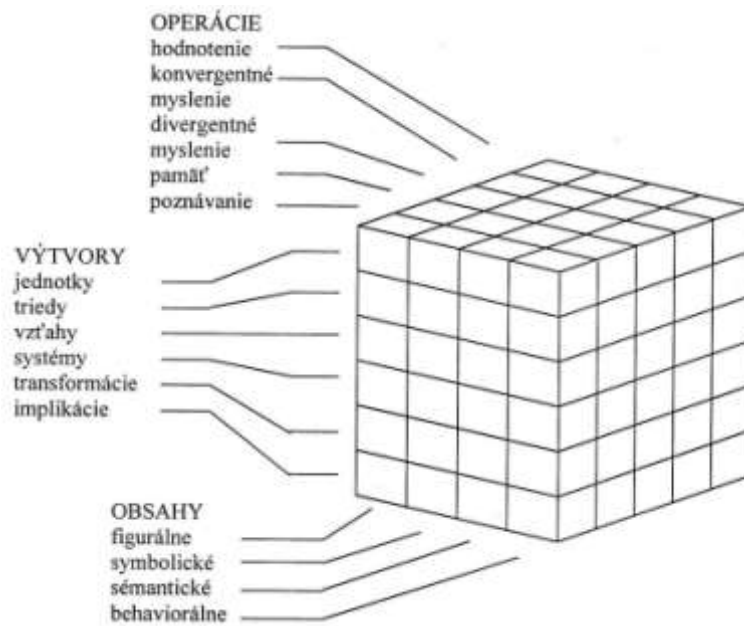 OPERÁCIE
hodnotenie
konvergentné
myslenie
divergentné
myslenie
pamäť
poznávanie
VÝTVORY
jednotky
triedy
vzťahy
systémy
transformácie
implikácie
OBSAHY
figurálne
symbolické
sémantické
behaviorálne